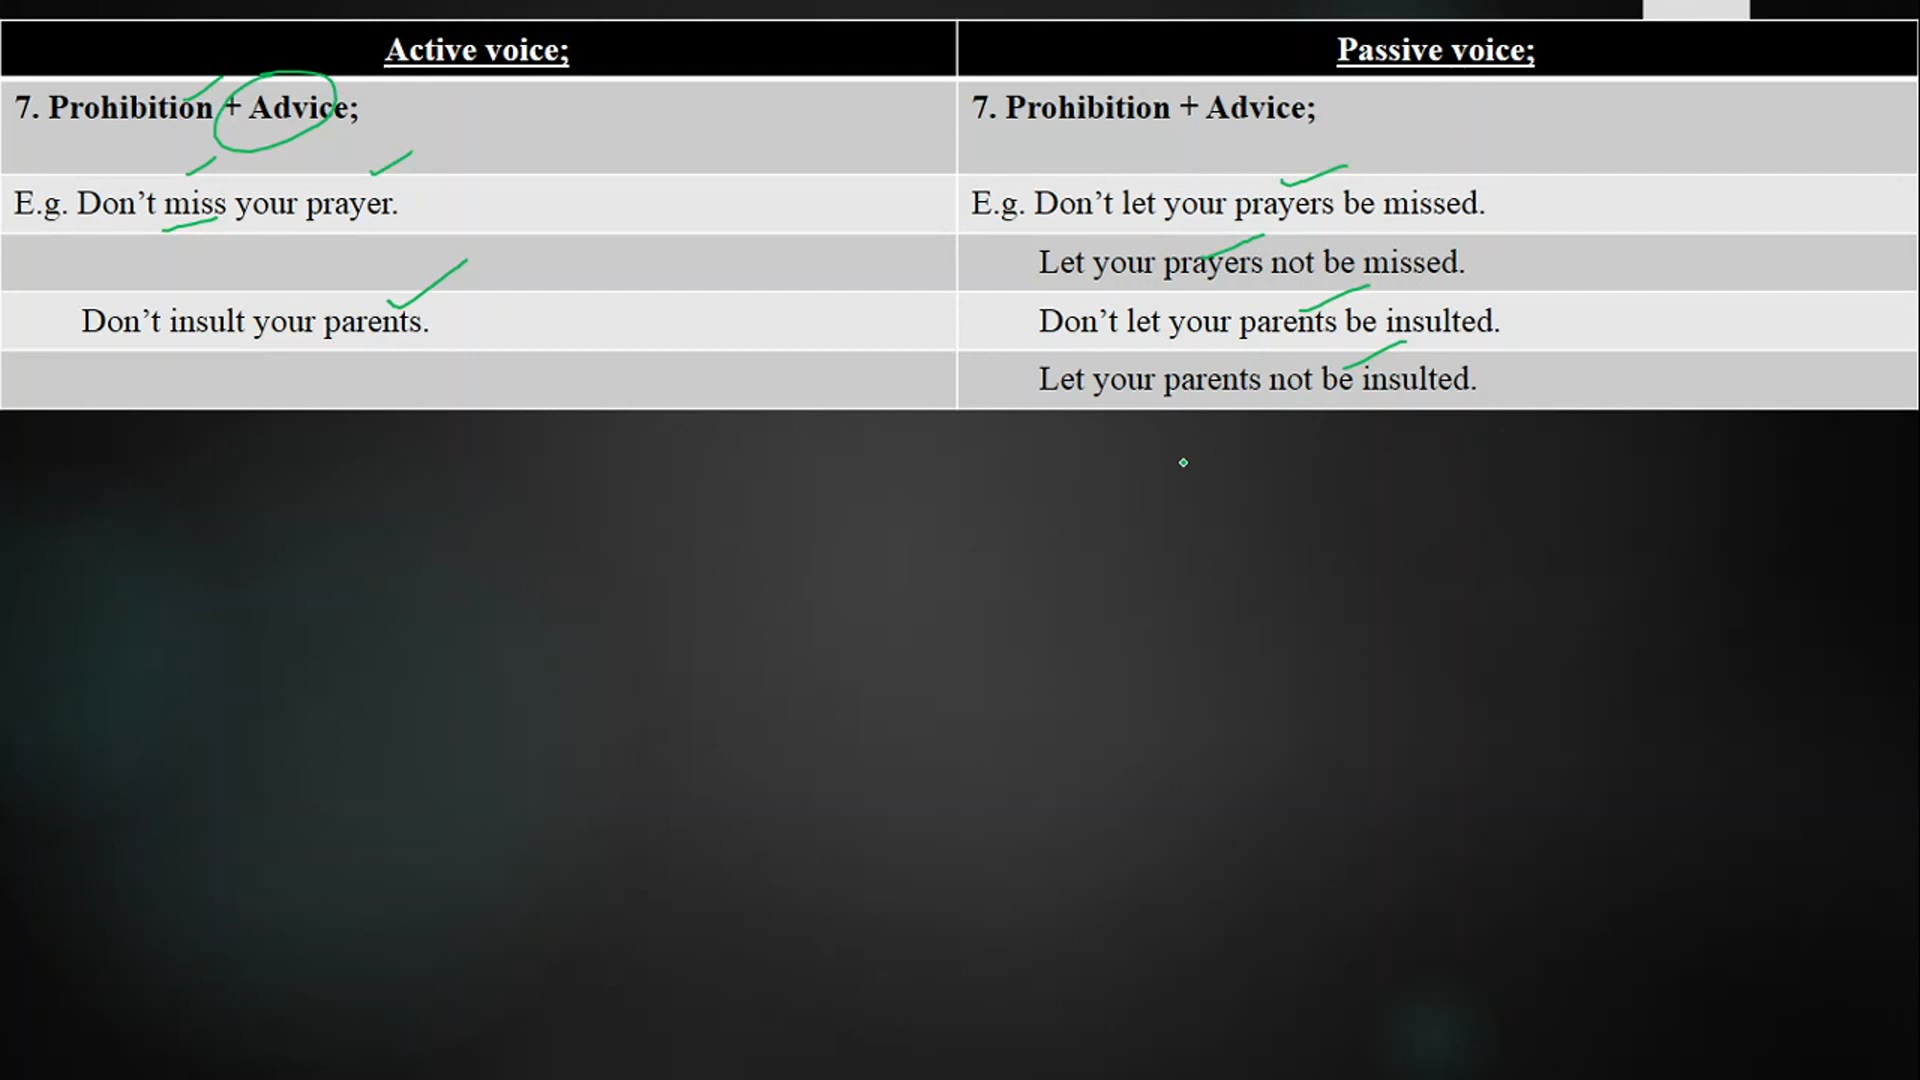 Active voice;
Passive voice;
7. Prohibition + Advice;
7. Prohibition + Advice;
E.g. Don’t miss your prayer.
E.g. Don’t let your prayers be missed.
Let your prayers not be missed.
Don’t insult your parents.
Don’t let your parents be insulted.
Let your parents not be insulted.